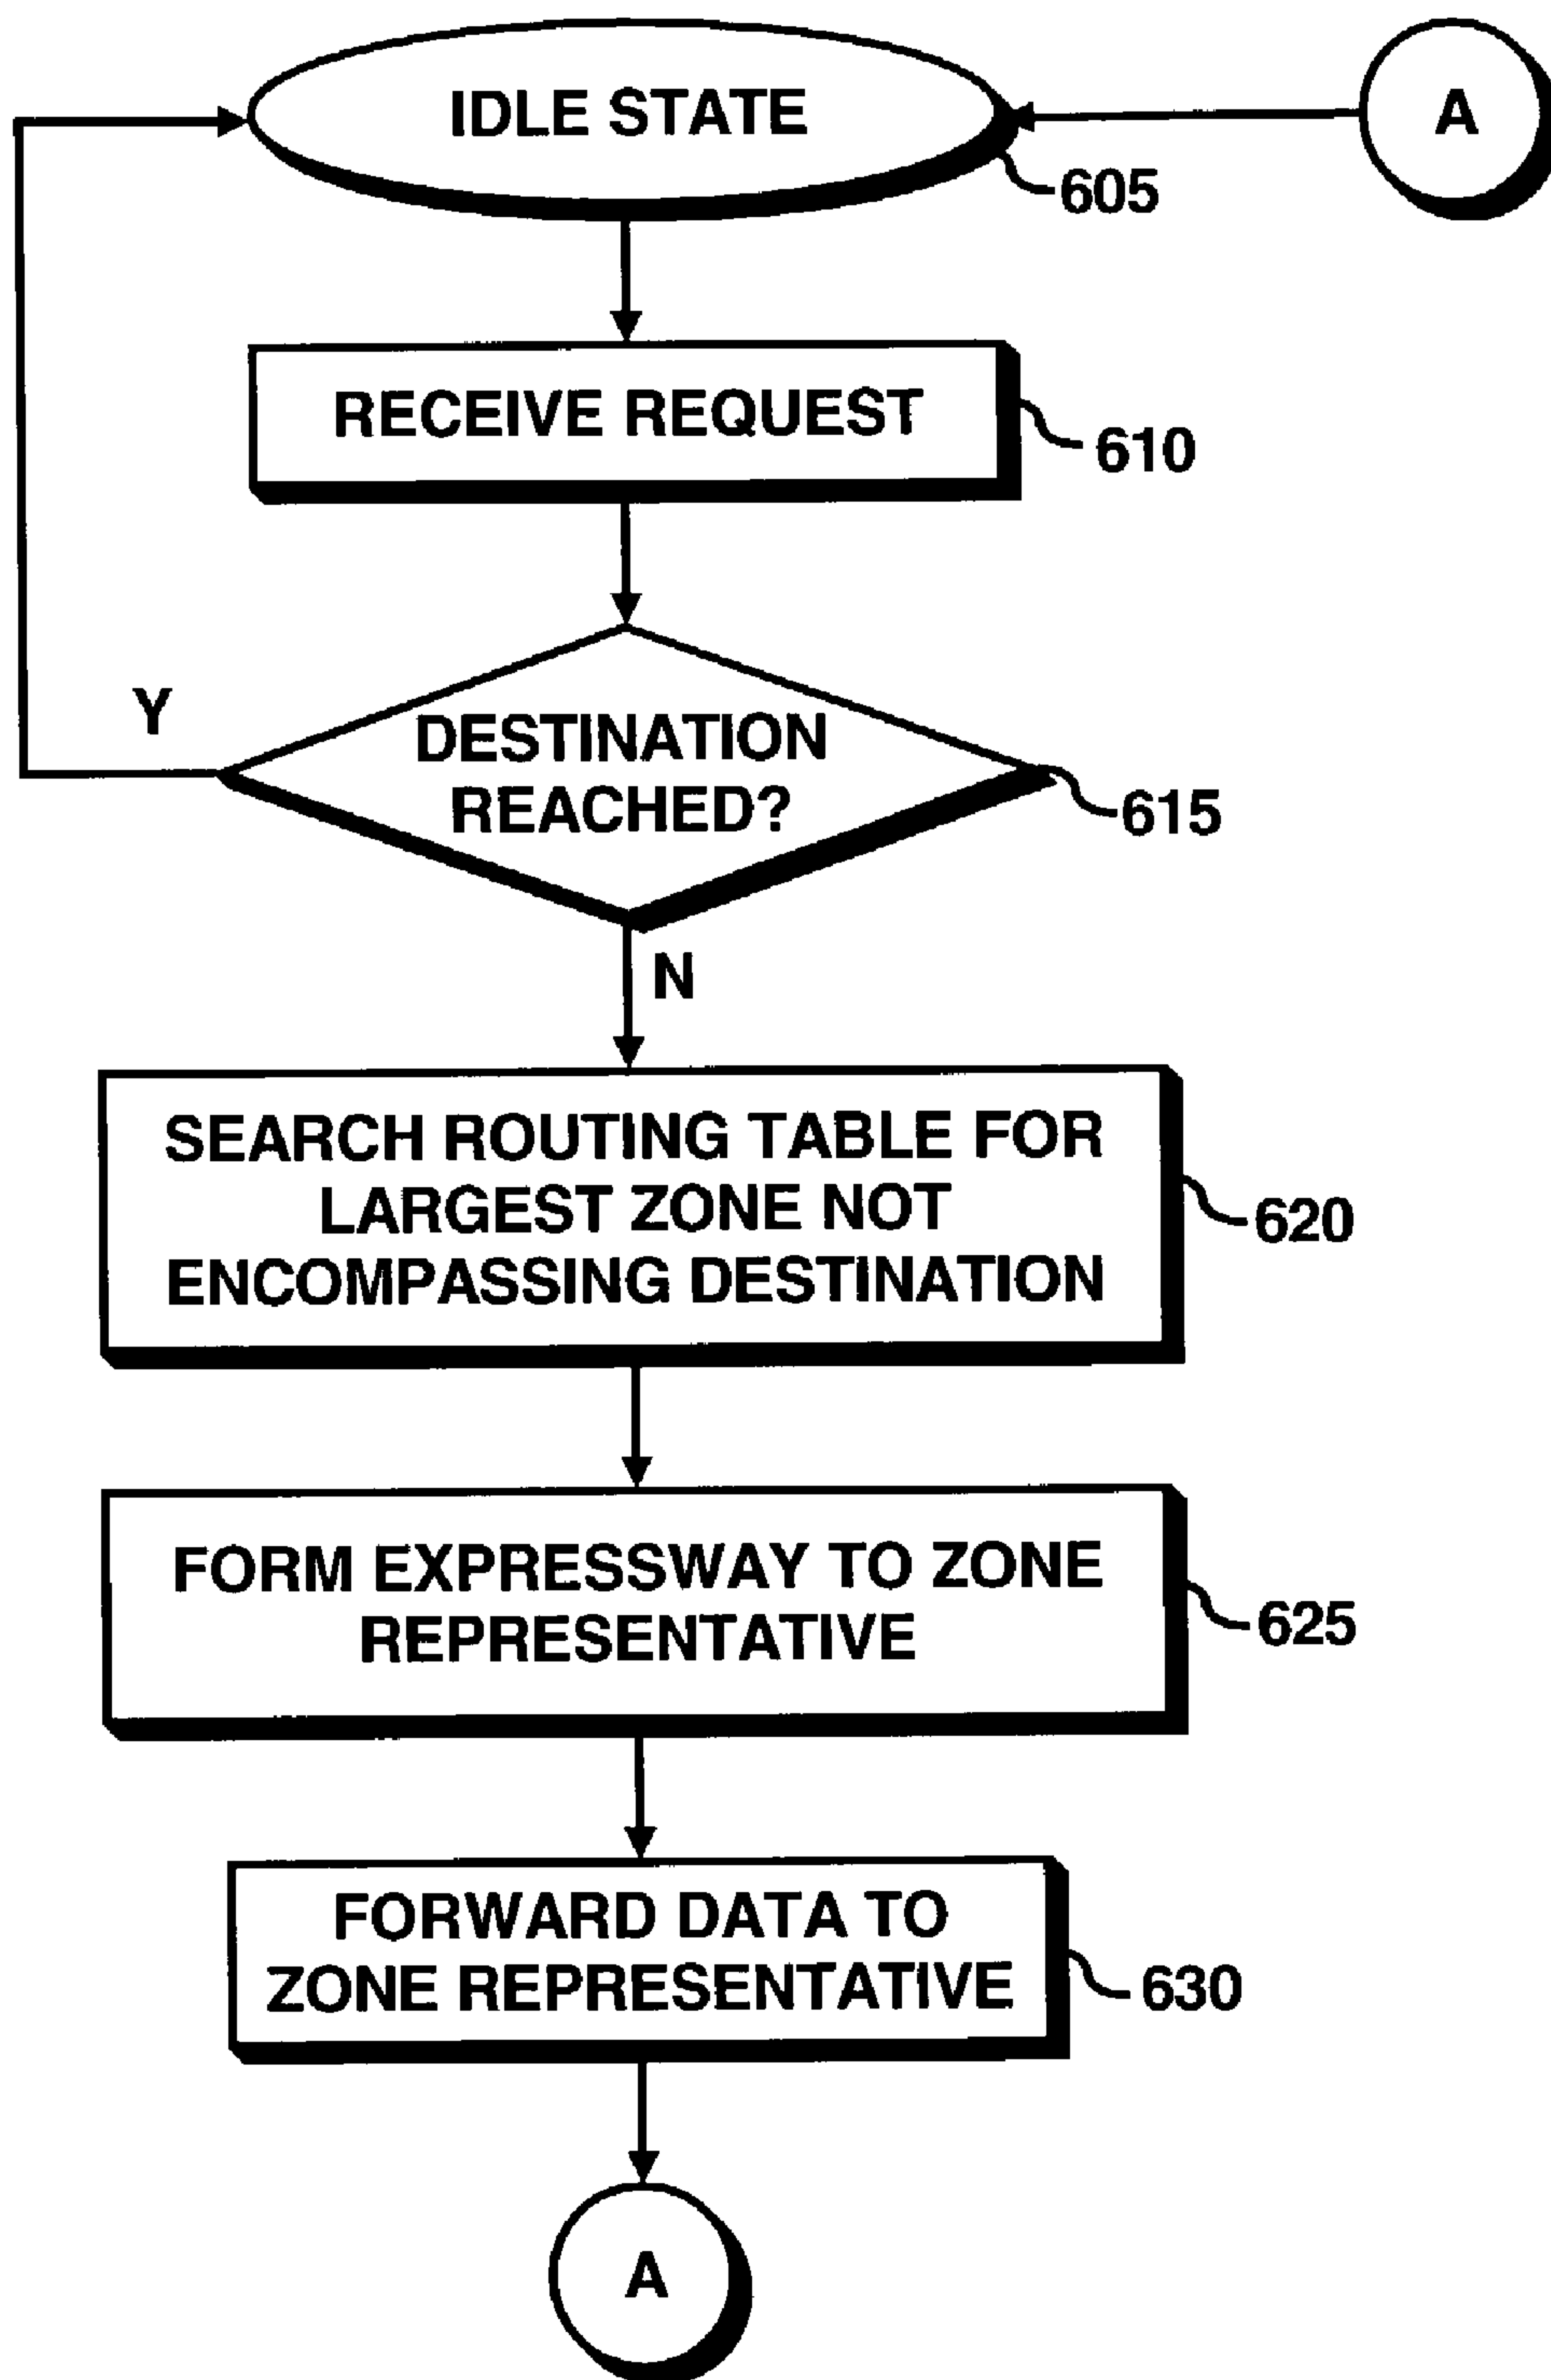 IDLE STATE
A
605
RECEIVE REQUEST
610
Y
DESTINATION
REACHED?
615
N
SEARCH ROUTING TABLE FOR
LARGEST ZONE NOT
ENCOMPASSING DESTINATION
620
FORM EXPRESSWAY TO ZONE
REPRESENTATIVE
625
FORWARD DATA TO
ZONE REPRESENTATIVE
630
A